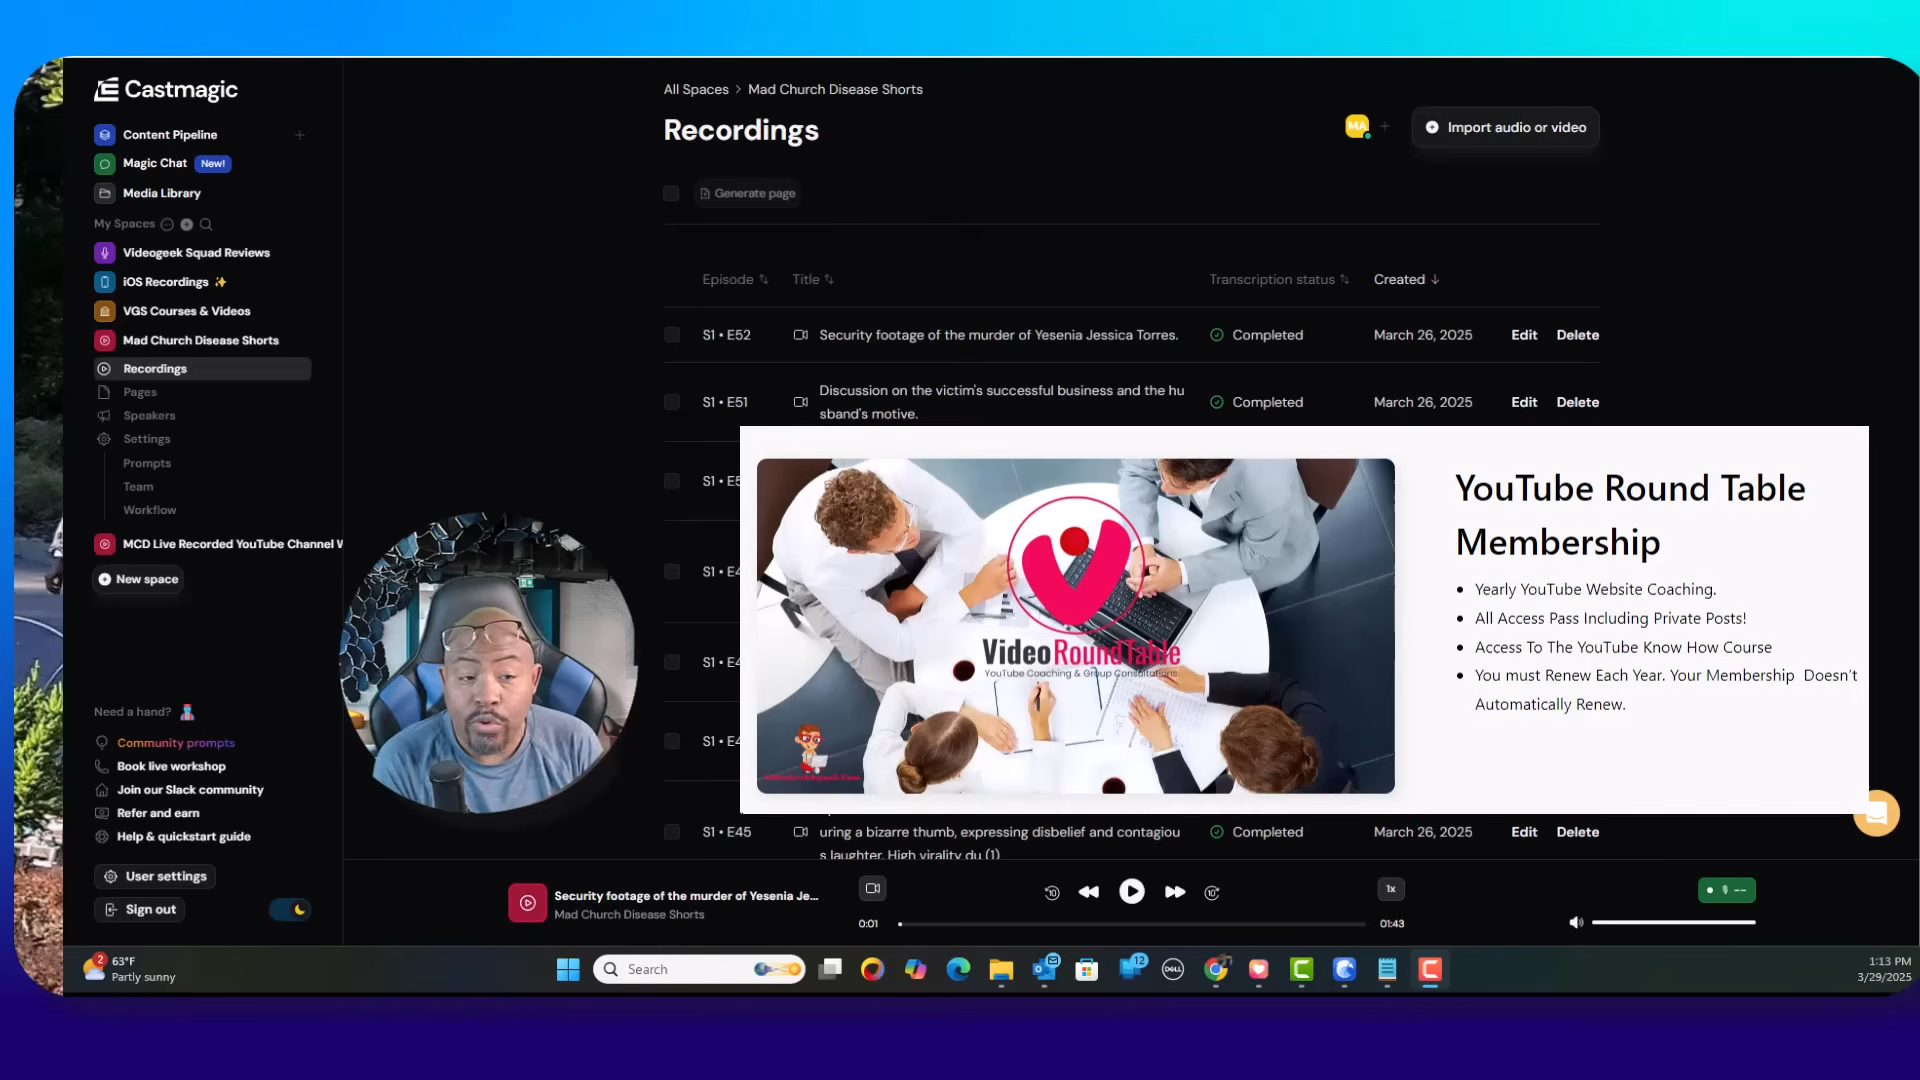 Castmagic
Content Pipeline
Magic Chat New!
Media Library
My Spaces
Videogeek Squad Reviews
iOS Recordings ✨
VGS Courses & Videos
Mad Church Disease Shorts
Recordings
Pages
Speakers
Settings
Prompts
Team
Workflow
MCD Live Recorded YouTube Channel
New space
Need a hand?
Community prompts
Book live workshop
Join our Slack community
Refer and earn
Help & quickstart guide
User settings
Sign out
All Spaces > Mad Church Disease Shorts
Recordings
MA
Import audio or video
Generate page
Episode Title Transcription status Created ↓
S1 • E52 Security footage of the murder of Yesenia Jessica Torres. Completed March 26, 2025 Edit Delete
S1 • E51 Discussion on the victim's successful business and the hu
sband's motive. Completed March 26, 2025 Edit Delete
YouTube Round Table
Membership
• Yearly YouTube Website Coaching.
• All Access Pass Including Private Posts!
• Access To The YouTube Know How Course
• You must Renew Each Year. Your Membership Doesn't
Automatically Renew.
VideoRoundTable
YouTube Coaching & Group Consultations
S1 • E45 uring a bizarre thumb, expressing disbelief and contagiou Completed March 26, 2025 Edit Delete
s laughter. High virality du (1)
Security footage of the murder of Yesenia Je...
Mad Church Disease Shorts
10
10
1x
0:01
01:43
--
2
63°F
Partly sunny
Search
12
DELL
1:13 PM
3/29/2025